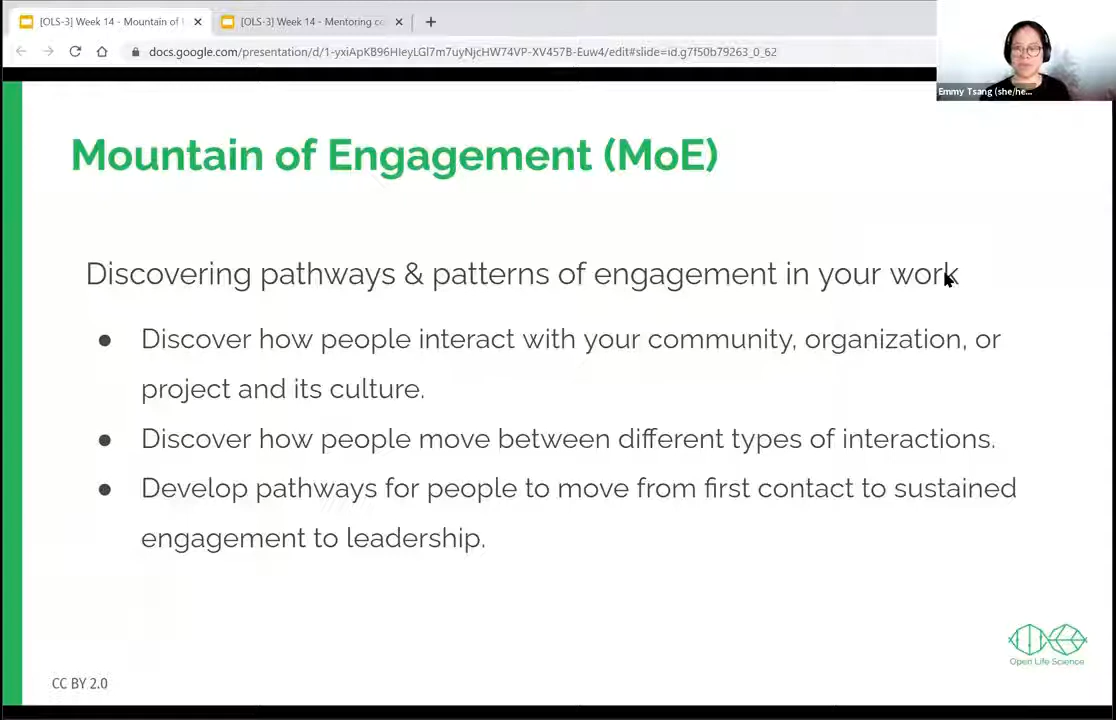 [OLS-3] Week 14 - Mountain of
[OLS-3] Week 14 - Mentoring co
docs.google.com/presentation/d/1-yxiApKB96HIeyLGl7m7uyNjcHW74VP-XV457B-Euw4/edit#slide=id.g7f50b79263_0_62
Emmy Tsang (she/he...
Mountain of Engagement (MoE)
Discovering pathways & patterns of engagement in your work
● Discover how people interact with your community, organization, or
project and its culture.
● Discover how people move between different types of interactions.
● Develop pathways for people to move from first contact to sustained
engagement to leadership.
Open Life Science
CC BY 2.0